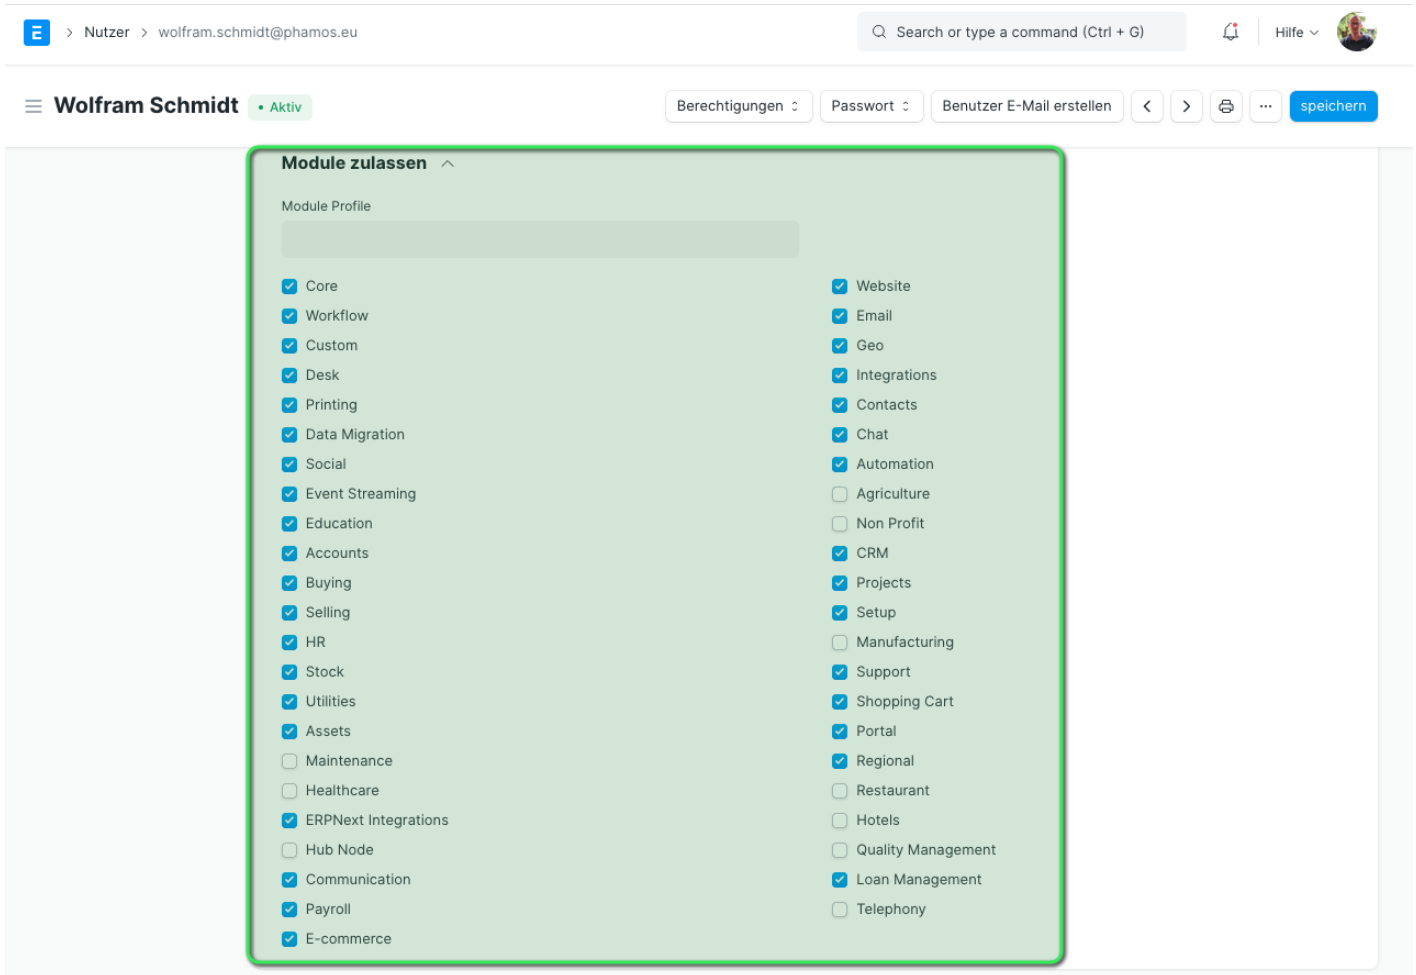 E > Nutzer > wolfram.schmidt@phamos.eu Search or type a command (Ctrl + G) Hilfe
Wolfram Schmidt • Aktiv Berechtigungen Passwort Benutzer E-Mail erstellen < > ... speichern
Module zulassen
Module Profile
Core
Workflow
Custom
Desk
Printing
Data Migration
Social
Event Streaming
Education
Accounts
Buying
Selling
HR
Stock
Utilities
Assets
Maintenance
Healthcare
ERPNext Integrations
Hub Node
Communication
Payroll
E-commerce
Website
Email
Geo
Integrations
Contacts
Chat
Automation
Agriculture
Non Profit
CRM
Projects
Setup
Manufacturing
Support
Shopping Cart
Portal
Regional
Restaurant
Hotels
Quality Management
Loan Management
Telephony